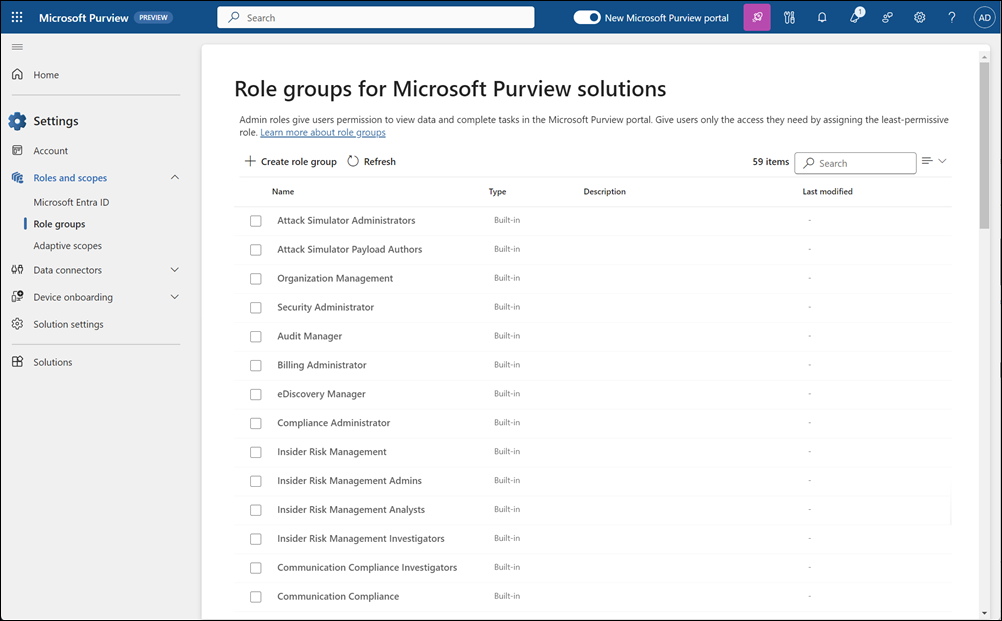 Microsoft Purview PREVIEW
Search
New Microsoft Purview portal
1
?
AD
Home
Settings
Account
Roles and scopes
Microsoft Entra ID
Role groups
Adaptive scopes
Data connectors
Device onboarding
Solution settings
Solutions
Role groups for Microsoft Purview solutions
Admin roles give users permission to view data and complete tasks in the Microsoft Purview portal. Give users only the access they need by assigning the least-permissive
role. Learn more about role groups
Create role group Refresh 59 items Search
Name Type Description Last modified
Attack Simulator Administrators Built-in -
Attack Simulator Payload Authors Built-in -
Organization Management Built-in -
Security Administrator Built-in -
Audit Manager Built-in -
Billing Administrator Built-in -
eDiscovery Manager Built-in -
Compliance Administrator Built-in -
Insider Risk Management Built-in -
Insider Risk Management Admins Built-in -
Insider Risk Management Analysts Built-in -
Insider Risk Management Investigators Built-in -
Communication Compliance Investigators Built-in -
Communication Compliance Built-in -